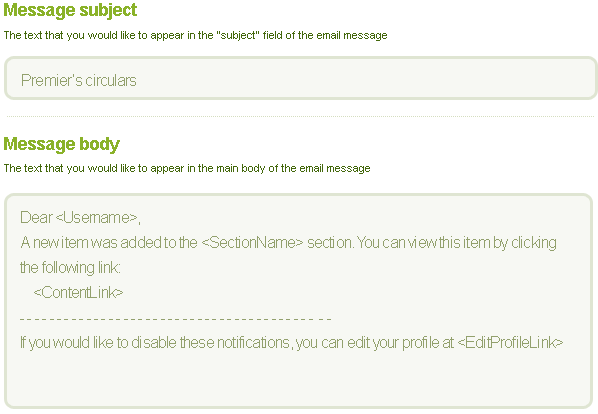 Message subject
The text that you would like to appear in the "subject" field of the email message
Premier's circulars
Message body
The text that you would like to appear in the main body of the email message
Dear <Username>,
A new item was added to the <SectionName> section. You can view this item by clicking
the following link:
<ContentLink>
- - - - - - - - - - - - - - - - - - - - - - - - - - - - - - - - - - - - - -
If you would like to disable these notifications, you can edit your profile at <EditProfileLink>